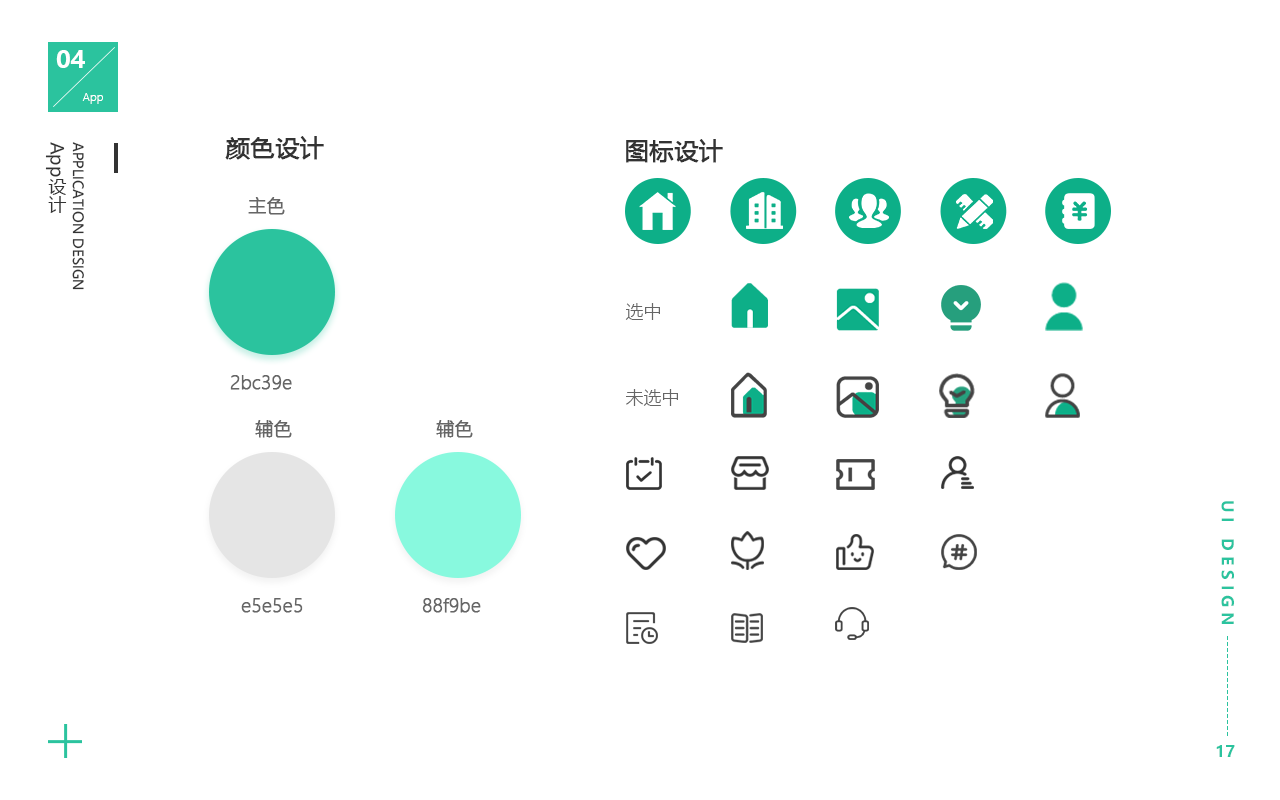 04
App
App设计
APPLICATION DESIGN
颜色设计
主色
2bc39e
辅色
辅色
e5e5e5
88f9be
图标设计
¥
选中
未选中
#
UI DESIGN
17